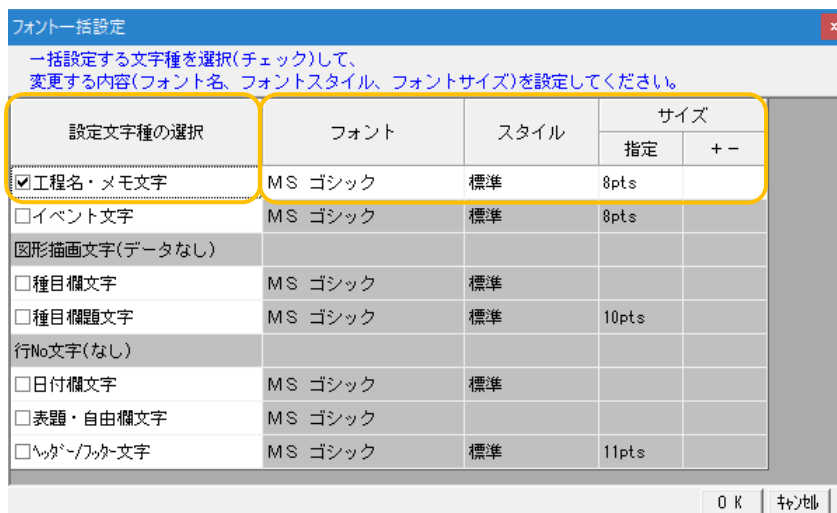 フォント一括設定
一括設定する文字種を選択(チェック)して、
変更する内容(フォント名、フォントスタイル、フォントサイズ)を設定してください。
設定文字種の選択 フォント スタイル サイズ
指定 +−
工程名・メモ文字 MS ゴシック 標準 8pts
イベント文字 MS ゴシック 標準 8pts
図形描画文字(データなし)
種目欄文字 MS ゴシック 標準
種目欄題文字 MS ゴシック 標準 10pts
行No文字(なし)
日付欄文字 MS ゴシック 標準
表題・自由欄文字 MS ゴシック
ヘッダー/フッター文字 MS ゴシック 標準 11pts
OK キャンセル